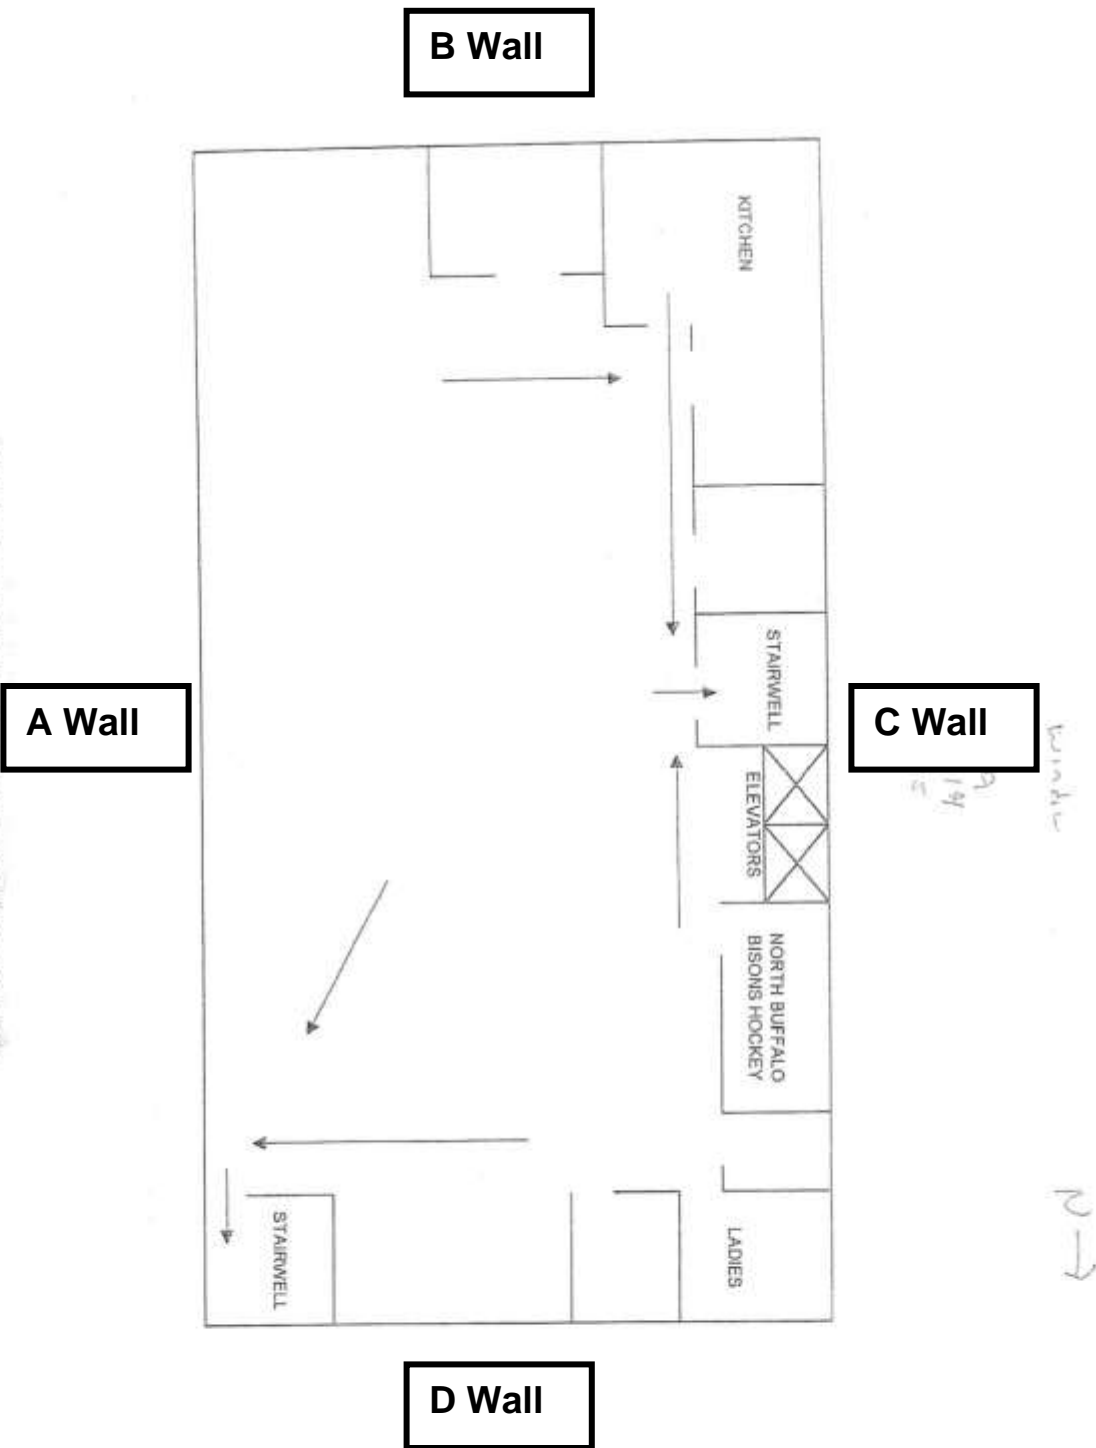 B Wall
KITCHEN
STAIRWELL
A Wall
C Wall
ELEVATORS
NORTH BUFFALO
BISONS HOCKEY
N
STAIRWELL
LADIES
D Wall